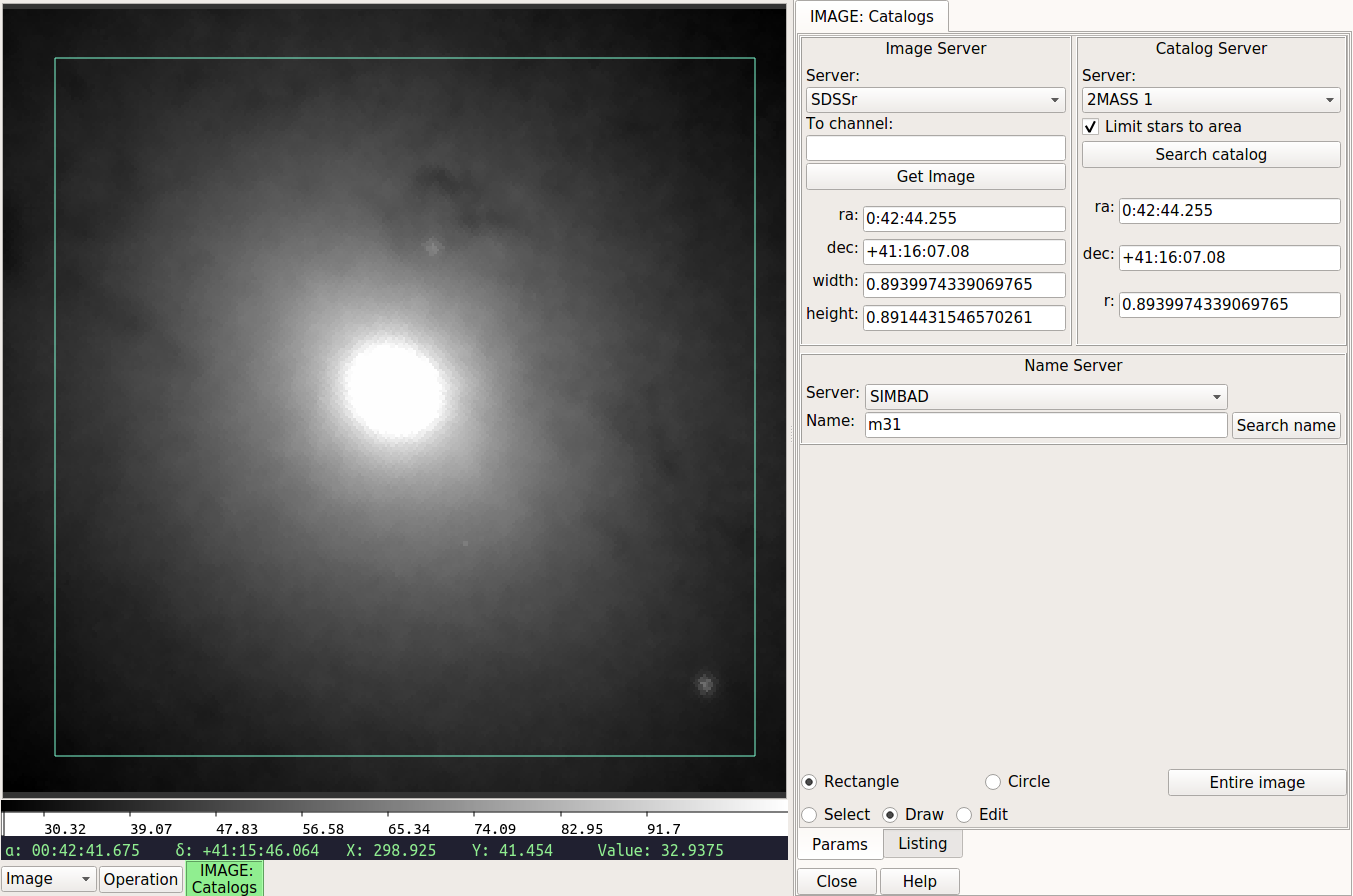 IMAGE: Catalogs
Image Server
Server:
SDSSr
To channel:
Get Image
ra: 0:42:44.255
dec: +41:16:07.08
width: 0.8939974339069765
height: 0.8914431546570261
Catalog Server
Server:
2MASS 1
Limit stars to area
Search catalog
ra: 0:42:44.255
dec: +41:16:07.08
r: 0.8939974339069765
Name Server
Server: SIMBAD
Name: m31 Search name
Rectangle Circle Entire image
Select Draw Edit
Params Listing
Close Help
30.32 39.07 47.83 56.58 65.34 74.09 82.95 91.7
α: 00:42:41.675 δ: +41:15:46.064 X: 298.925 Y: 41.454 Value: 32.9375
Image Operation IMAGE:
Catalogs